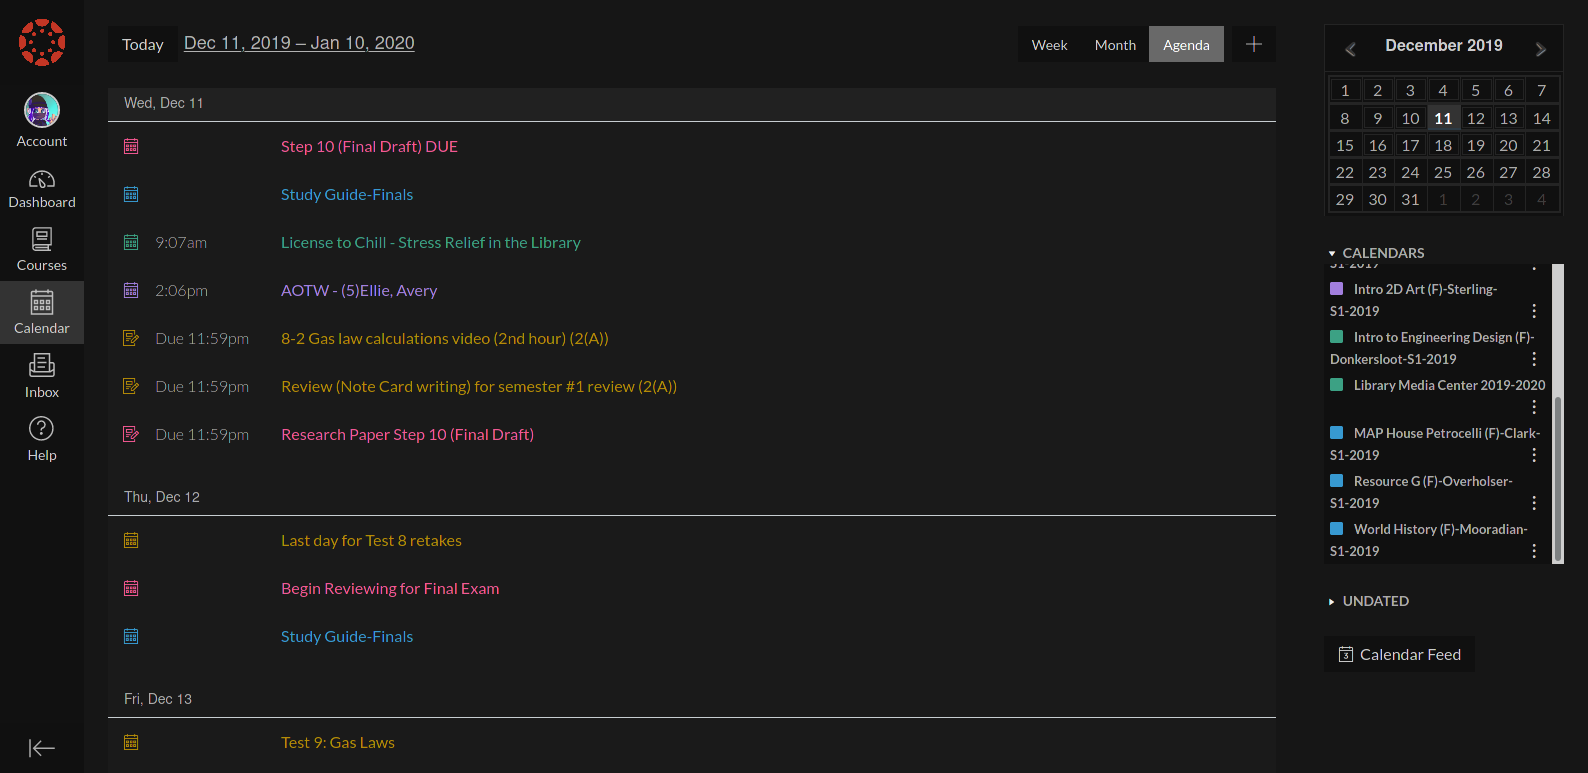 Account
Dashboard
Courses
Calendar
Inbox
Help
Today Dec 11, 2019 – Jan 10, 2020
Week Month Agenda
Wed, Dec 11
Step 10 (Final Draft) DUE
Study Guide-Finals
9:07am License to Chill - Stress Relief in the Library
2:06pm AOTW - (5)Ellie, Avery
Due 11:59pm 8-2 Gas law calculations video (2nd hour) (2(A))
Due 11:59pm Review (Note Card writing) for semester #1 review (2(A))
Due 11:59pm Research Paper Step 10 (Final Draft)
Thu, Dec 12
Last day for Test 8 retakes
Begin Reviewing for Final Exam
Study Guide-Finals
Fri, Dec 13
Test 9: Gas Laws
December 2019
1 2 3 4 5 6 7
8 9 10 11 12 13 14
15 16 17 18 19 20 21
22 23 24 25 26 27 28
29 30 31 1 2 3 4
CALENDARS
S1-2019
Intro 2D Art (F)-Sterling-
S1-2019
Intro to Engineering Design (F)-
Donkersloot-S1-2019
Library Media Center 2019-2020
MAP House Petrocelli (F)-Clark-
S1-2019
Resource G (F)-Overholser-
S1-2019
World History (F)-Mooradian-
S1-2019
UNDATED
3 Calendar Feed